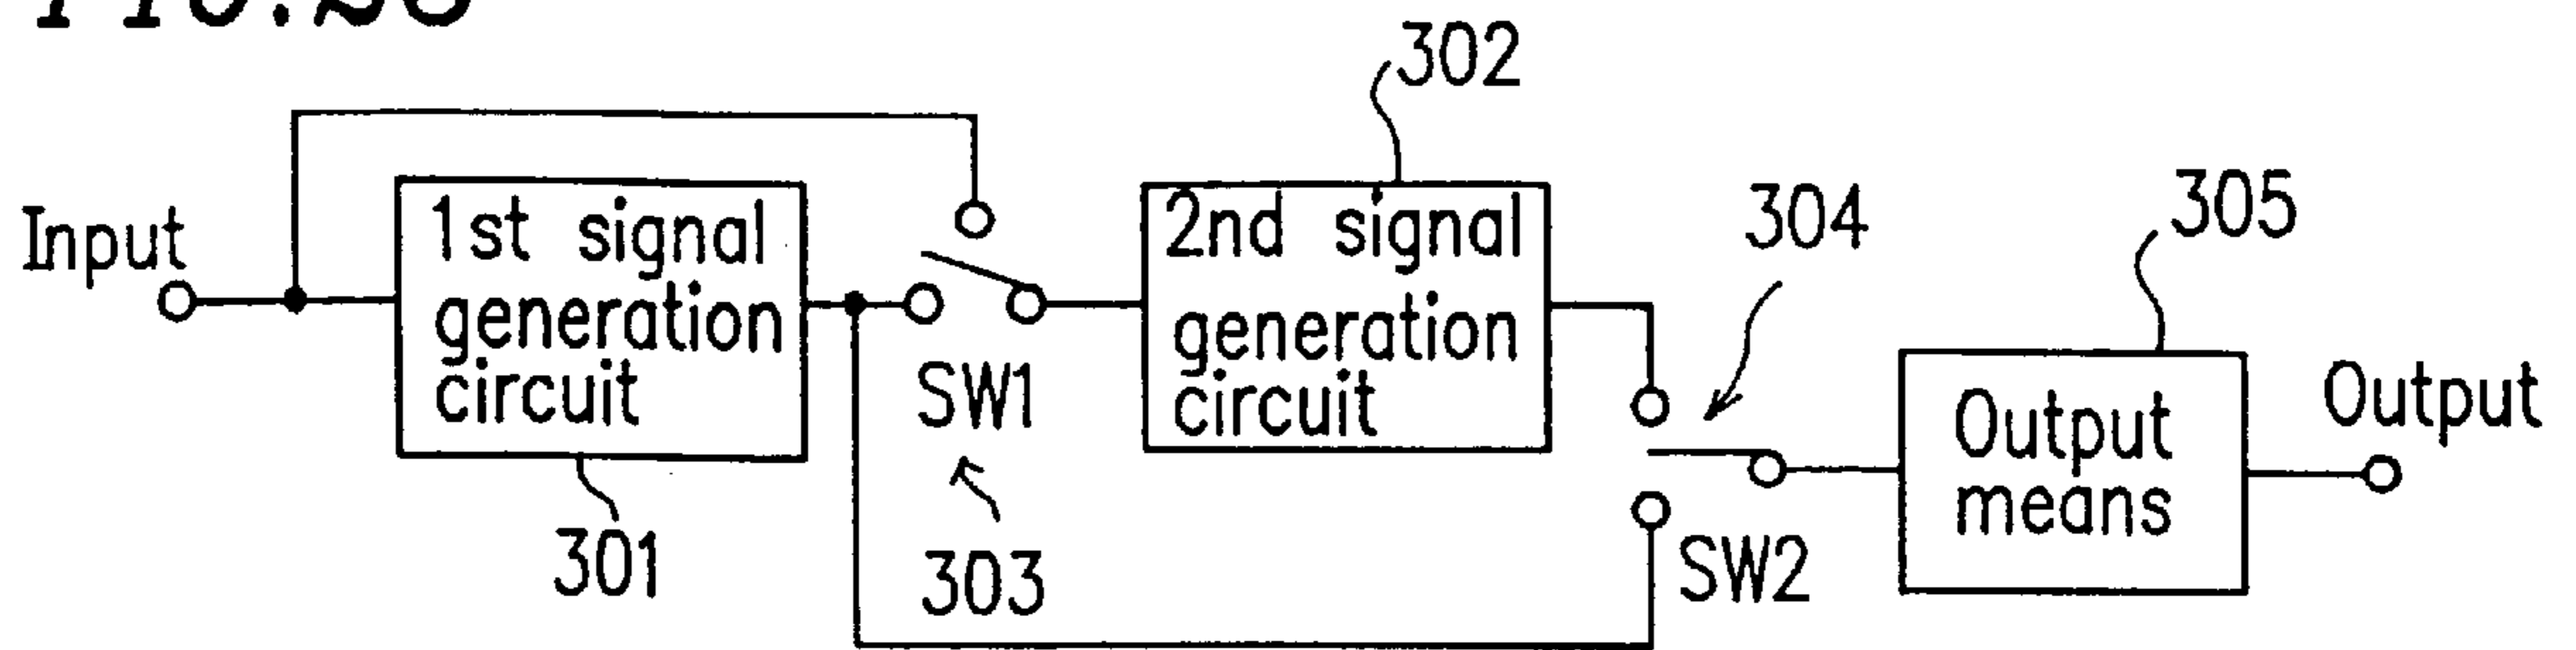 302
Input
1st signal
generation
circuit
2nd signal
generation
circuit
304
305
SW1
Output
means
Output
301
303
SW2